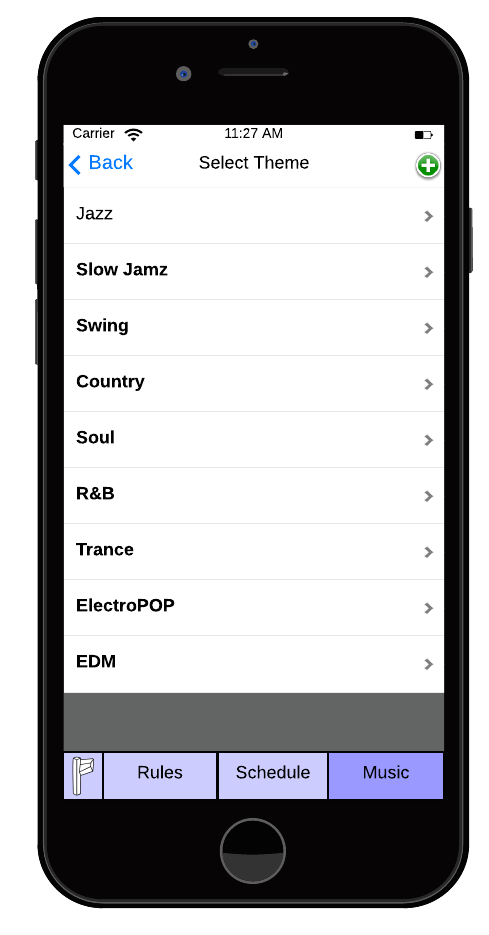 Carrier 11:27 AM
Back Select Theme
Jazz
Slow Jamz
Swing
Country
Soul
R&B
Trance
ElectroPOP
EDM
Rules Schedule Music